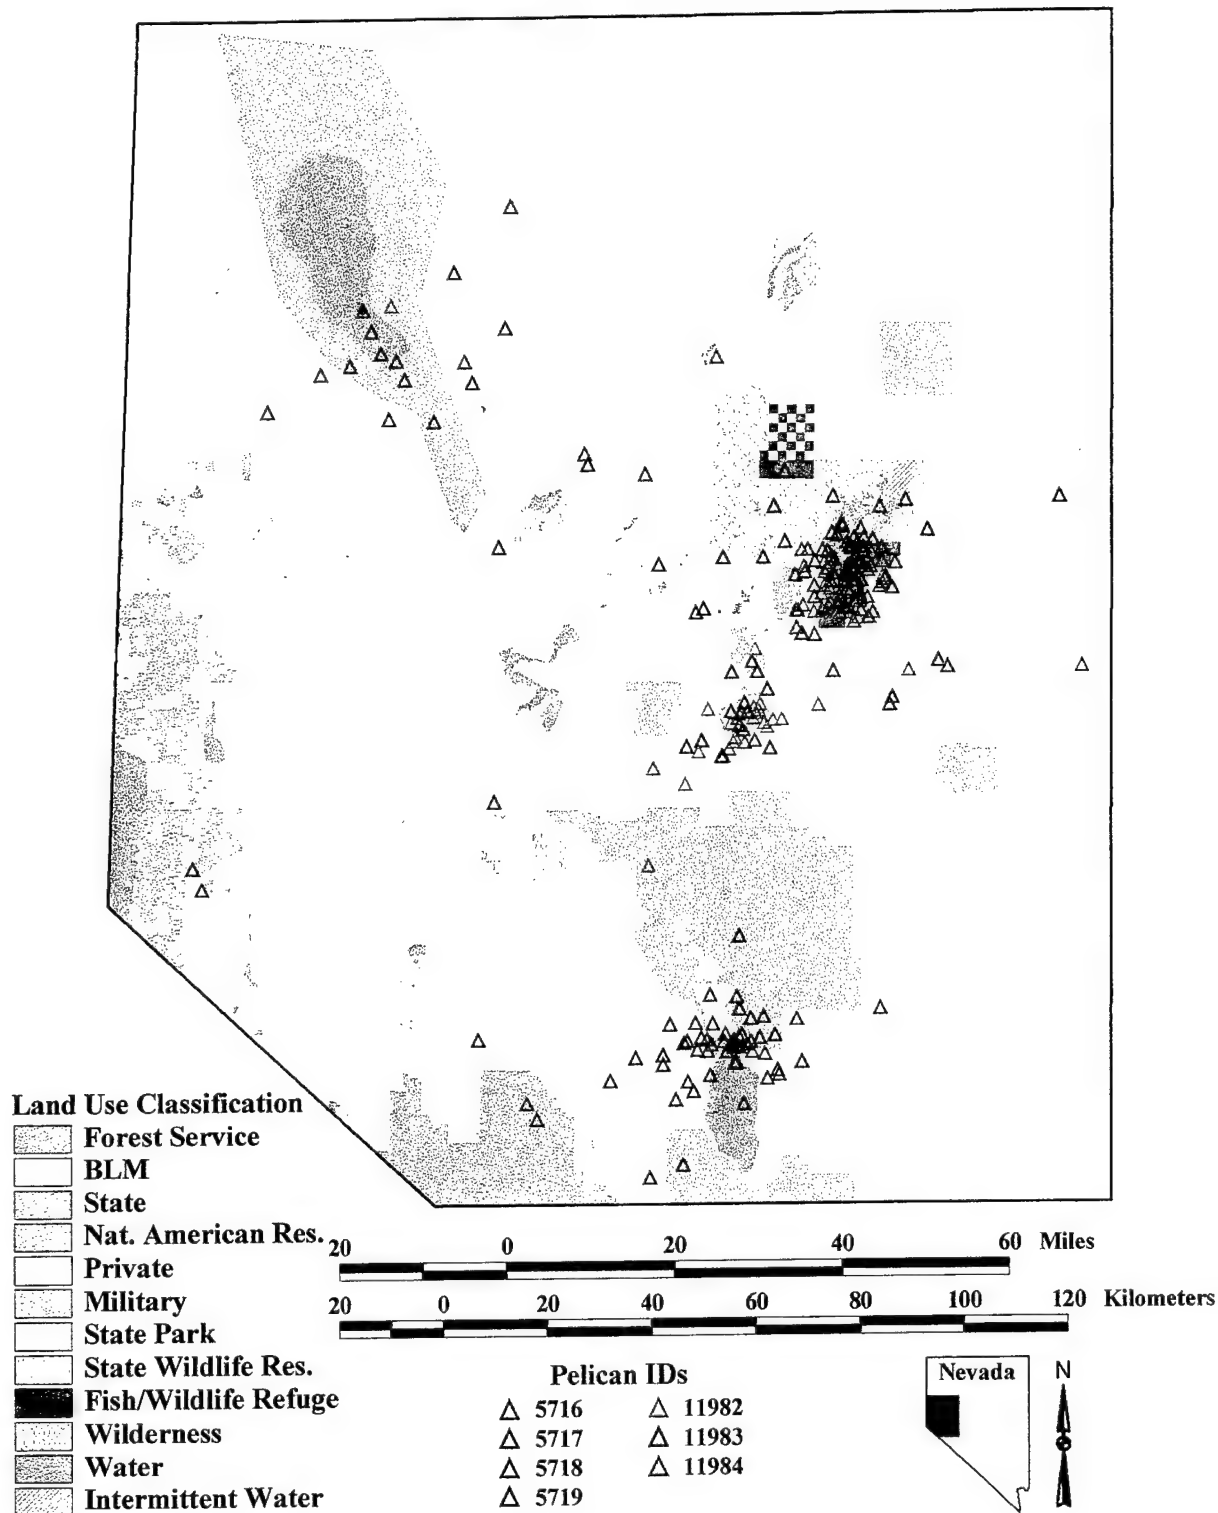 Land Use Classification
Forest Service
BLM
State
Nat. American Res.
Private
Military
State Park
State Wildlife Res.
Fish/Wildlife Refuge
Wilderness
Water
Intermittent Water
20 0 20 40 60 Miles
20 0 20 40 60 80 100 120 Kilometers
Pelican IDs
5716 11982
5717 11983
5718 11984
5719
Nevada
N